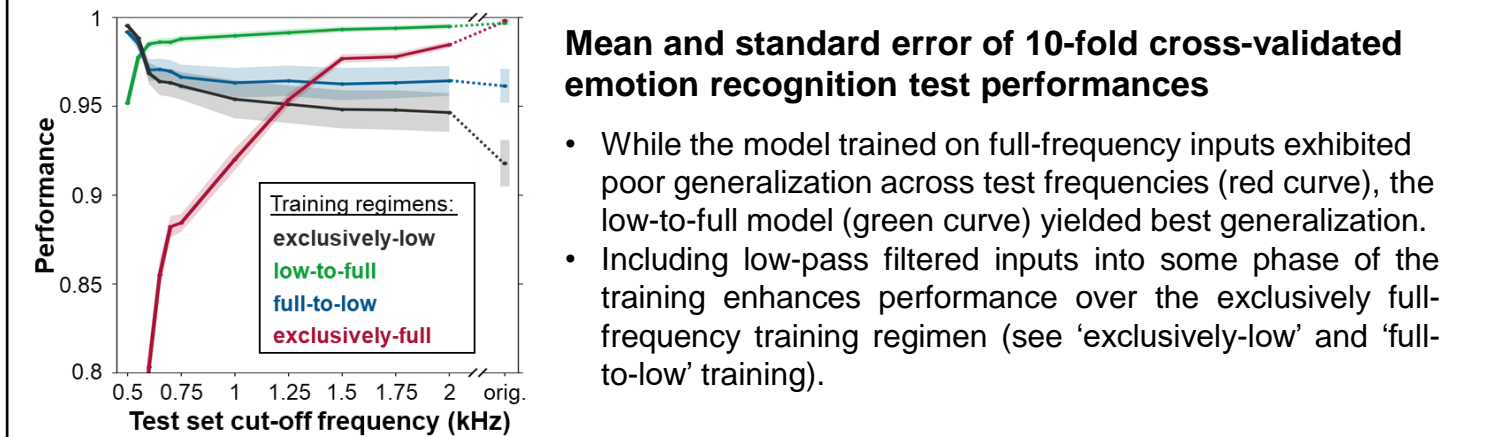 1
0.95
0.9
0.85
0.8
Performance
Training regimens:
exclusively-low
low-to-full
full-to-low
exclusively-full
0.5 0.75 1 1.25 1.5 1.75 2 orig.
Test set cut-off frequency (kHz)
Mean and standard error of 10-fold cross-validated
emotion recognition test performances
• While the model trained on full-frequency inputs exhibited
poor generalization across test frequencies (red curve), the
low-to-full model (green curve) yielded best generalization.
• Including low-pass filtered inputs into some phase of the
training enhances performance over the exclusively full-
frequency training regimen (see ‘exclusively-low’ and ‘full-
to-low’ training).